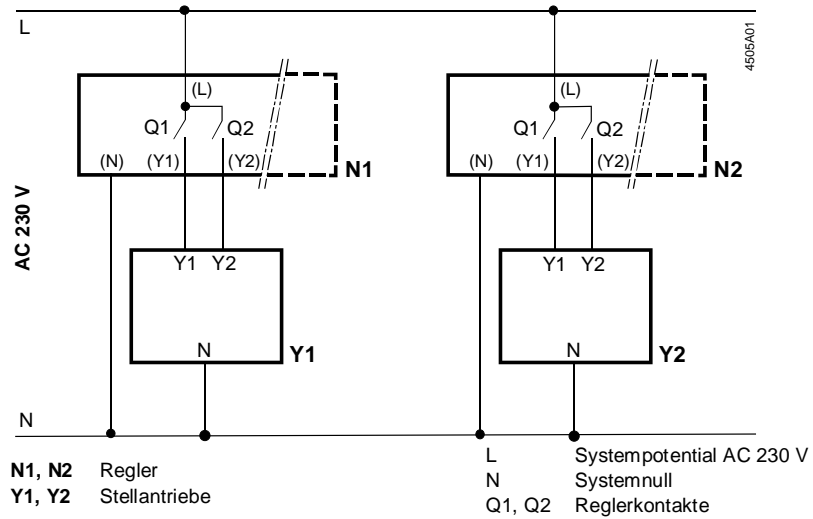 L
4505A01
(L)
(L)
Q1
Q2
Q1
Q2
(N)
(Y1)
(Y2)
N1
(N)
(Y1)
(Y2)
N2
AC 230 V
Y1
Y2
Y1
Y2
N
Y1
N
Y2
N
N1, N2 Regler
Y1, Y2 Stellantriebe
L Systempotential AC 230 V
N Systemnull
Q1, Q2 Reglerkontakte